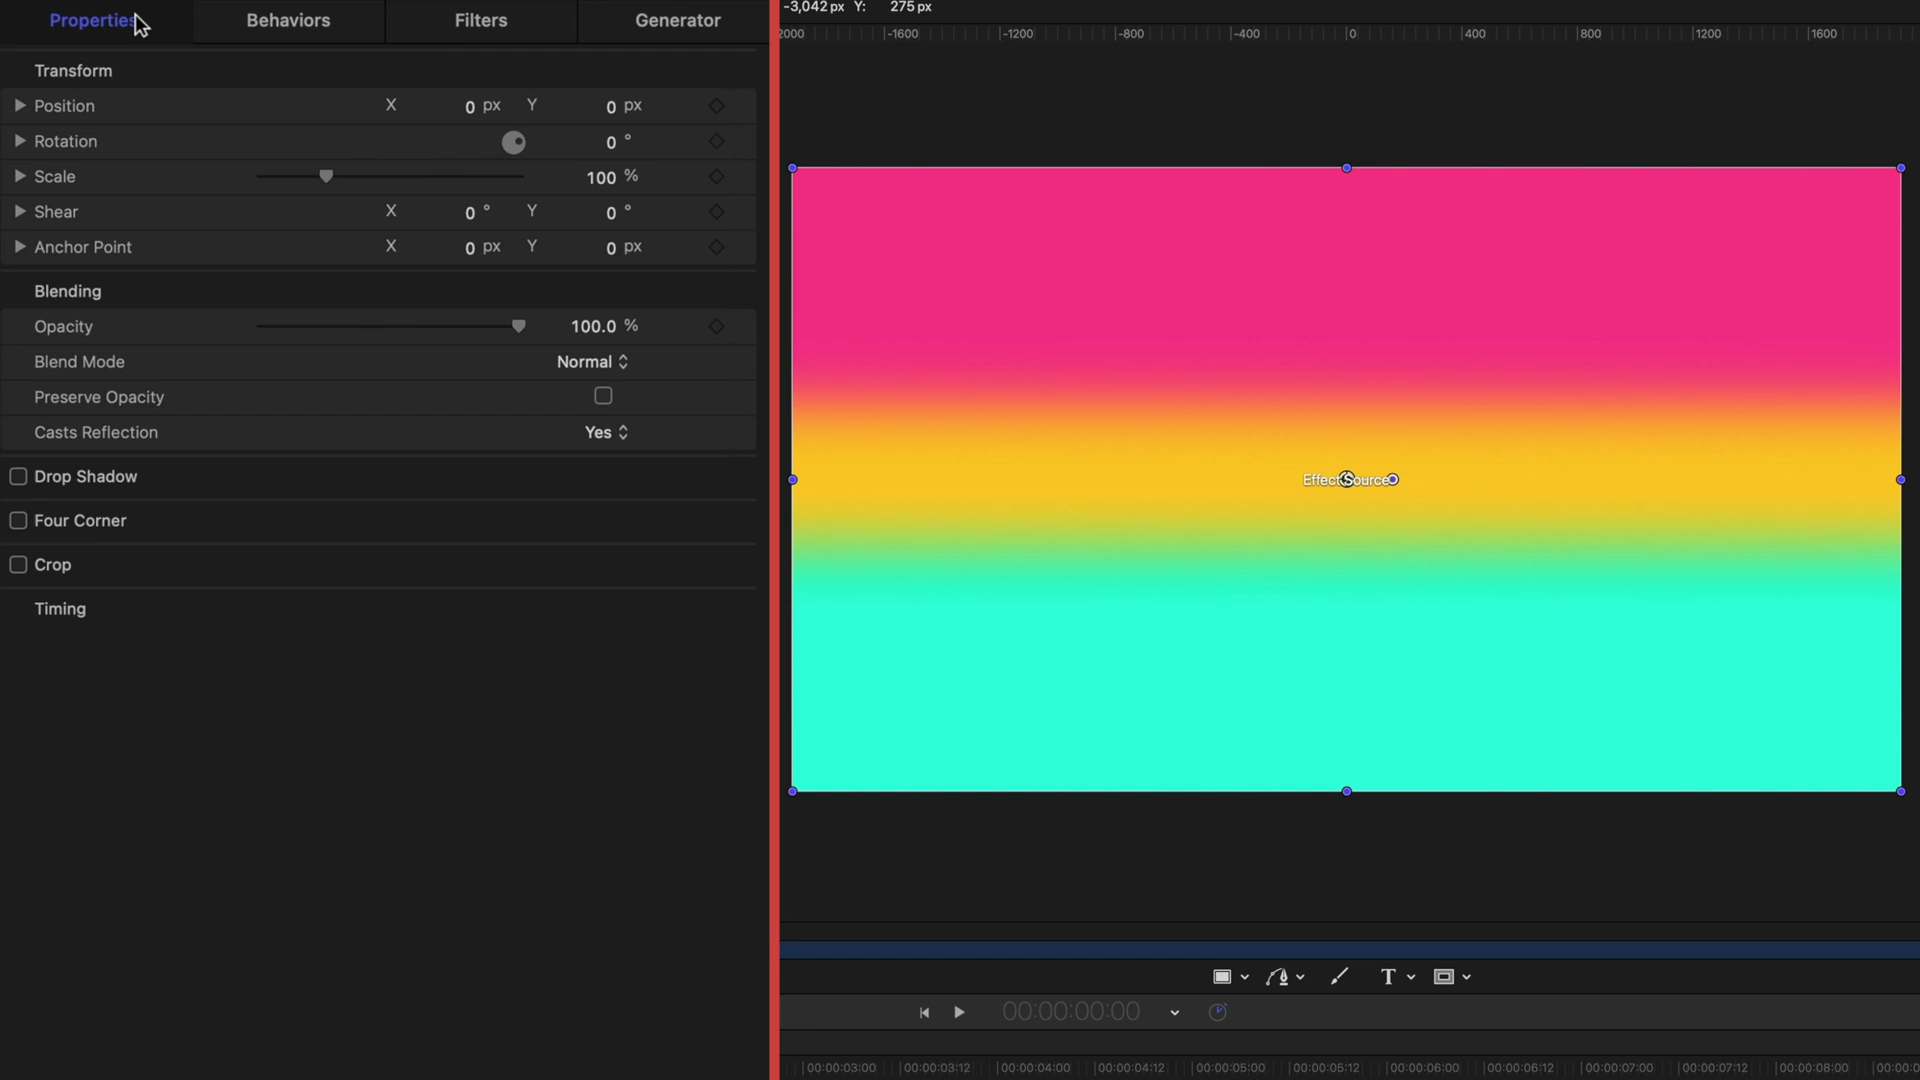 Properties Behaviors Filters Generator
Transform
Position X 0 px Y 0 px
Rotation 0 °
Scale 100 %
Shear X 0 ° Y 0 °
Anchor Point X 0 px Y 0 px
Blending
Opacity 100.0 %
Blend Mode Normal
Preserve Opacity
Casts Reflection Yes
Drop Shadow
Four Corner
Crop
Timing
-3,042 px Y: 275 px
2000 -1600 -1200 -800 -400 0 400 800 1200 1600
Effect Source
T
00:00:00:00
00:00:03:00 00:00:03:12 00:00:04:00 00:00:04:12 00:00:05:00 00:00:05:12 00:00:06:00 00:00:06:12 00:00:07:00 00:00:07:12 00:00:08:00 00:00:0